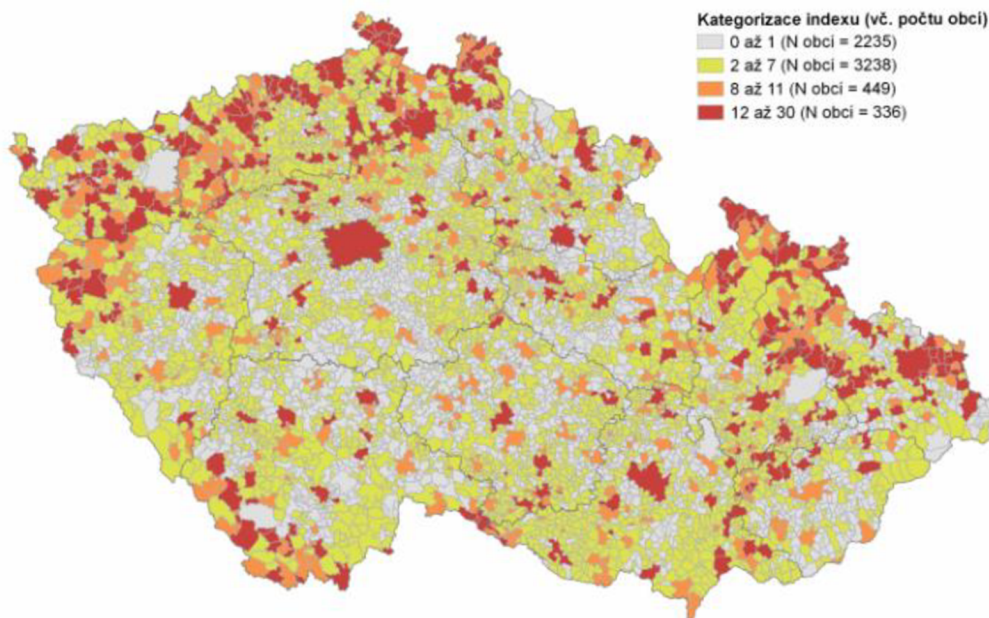 Kategorizace indexu (vč. počtu obcí)
0 až 1 (N obcí = 2235)
2 až 7 (N obcí = 3238)
8 až 11 (N obcí = 449)
12 až 30 (N obcí = 336)